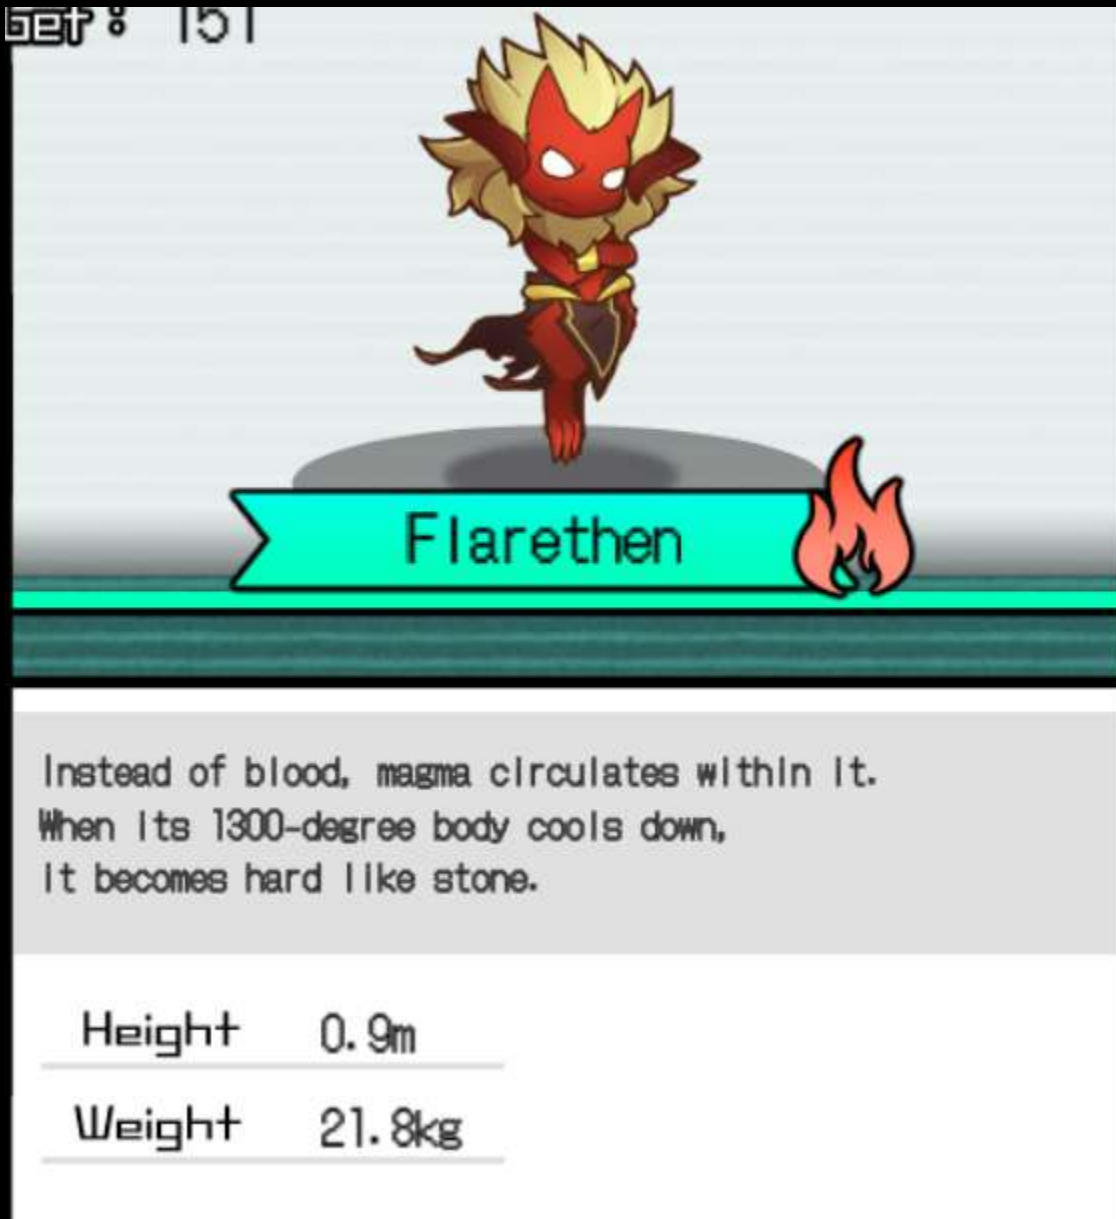 Get: 151
Flarethen
Instead of blood, magma circulates within it.
When its 1300-degree body cools down,
it becomes hard like stone.
Height 0.9m
Weight 21.8kg